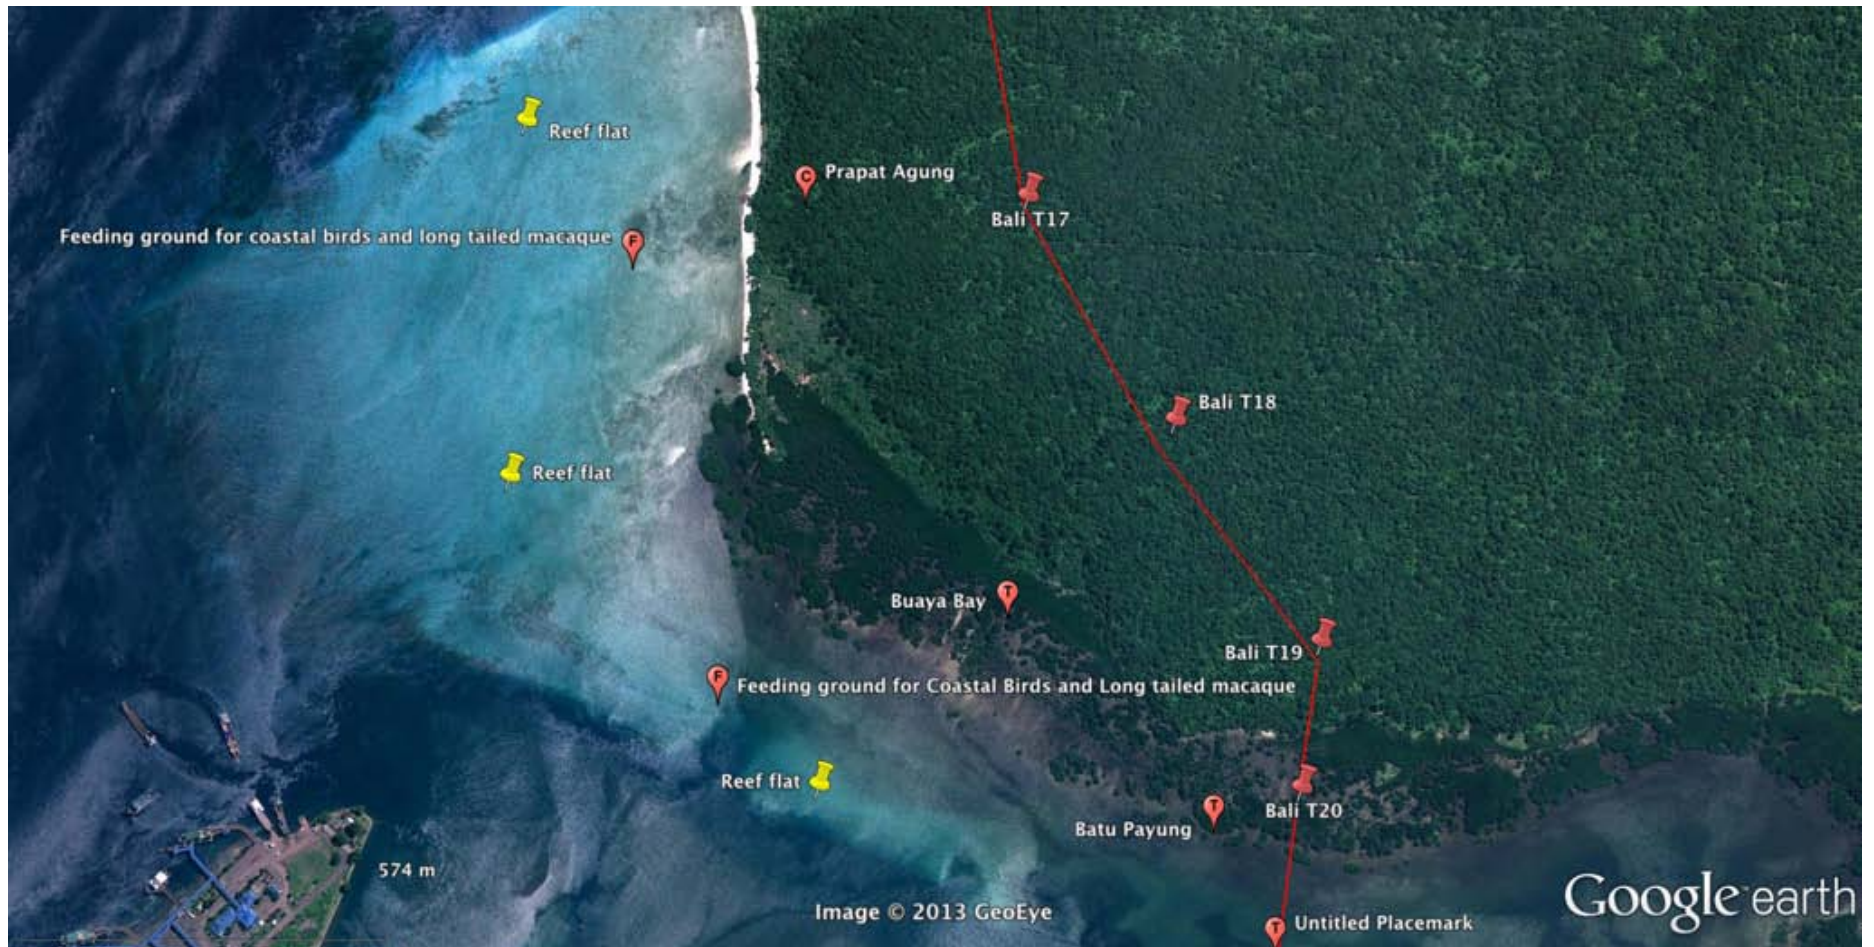 Reef flat
Prapat Agung
C
Bali T17
Feeding ground for coastal birds and long tailed macaque
F
Bali T18
Reef flat
Buaya Bay
T
Bali T19
F
Feeding ground for Coastal Birds and Long tailed macaque
Reef flat
T
Bali T20
Batu Payung
574 m
Image © 2013 GeoEye
Google earth
T
Untitled Placemark